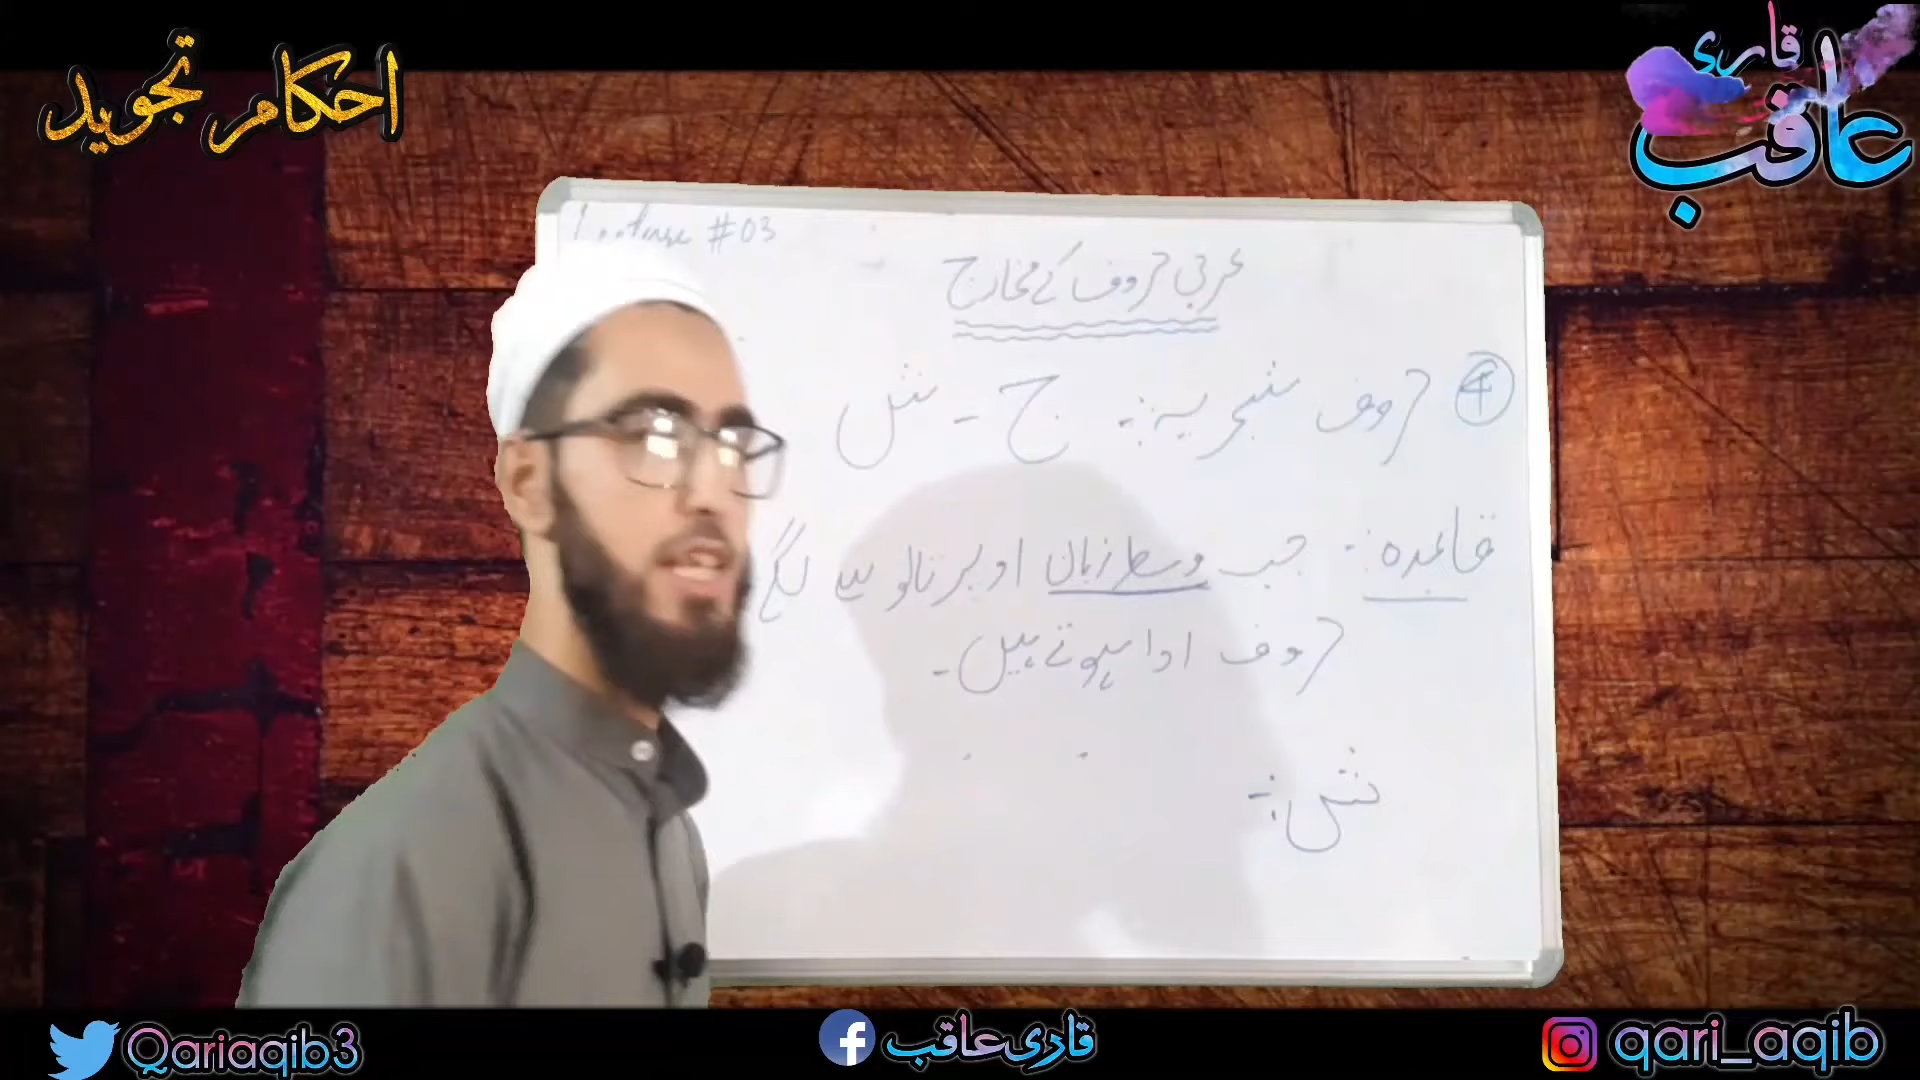 احکام تجوید
قاری عاقب
Lecture #03
عربی حروف کے مخارج
④ حروف شجریہ:- ج - ش
قاعدہ:- جب وسط زبان اوپر تالو سے لگے
حروف ادا ہوتے ہیں-
ش:-
Qariaqib3
قاری عاقب
qari_aqib